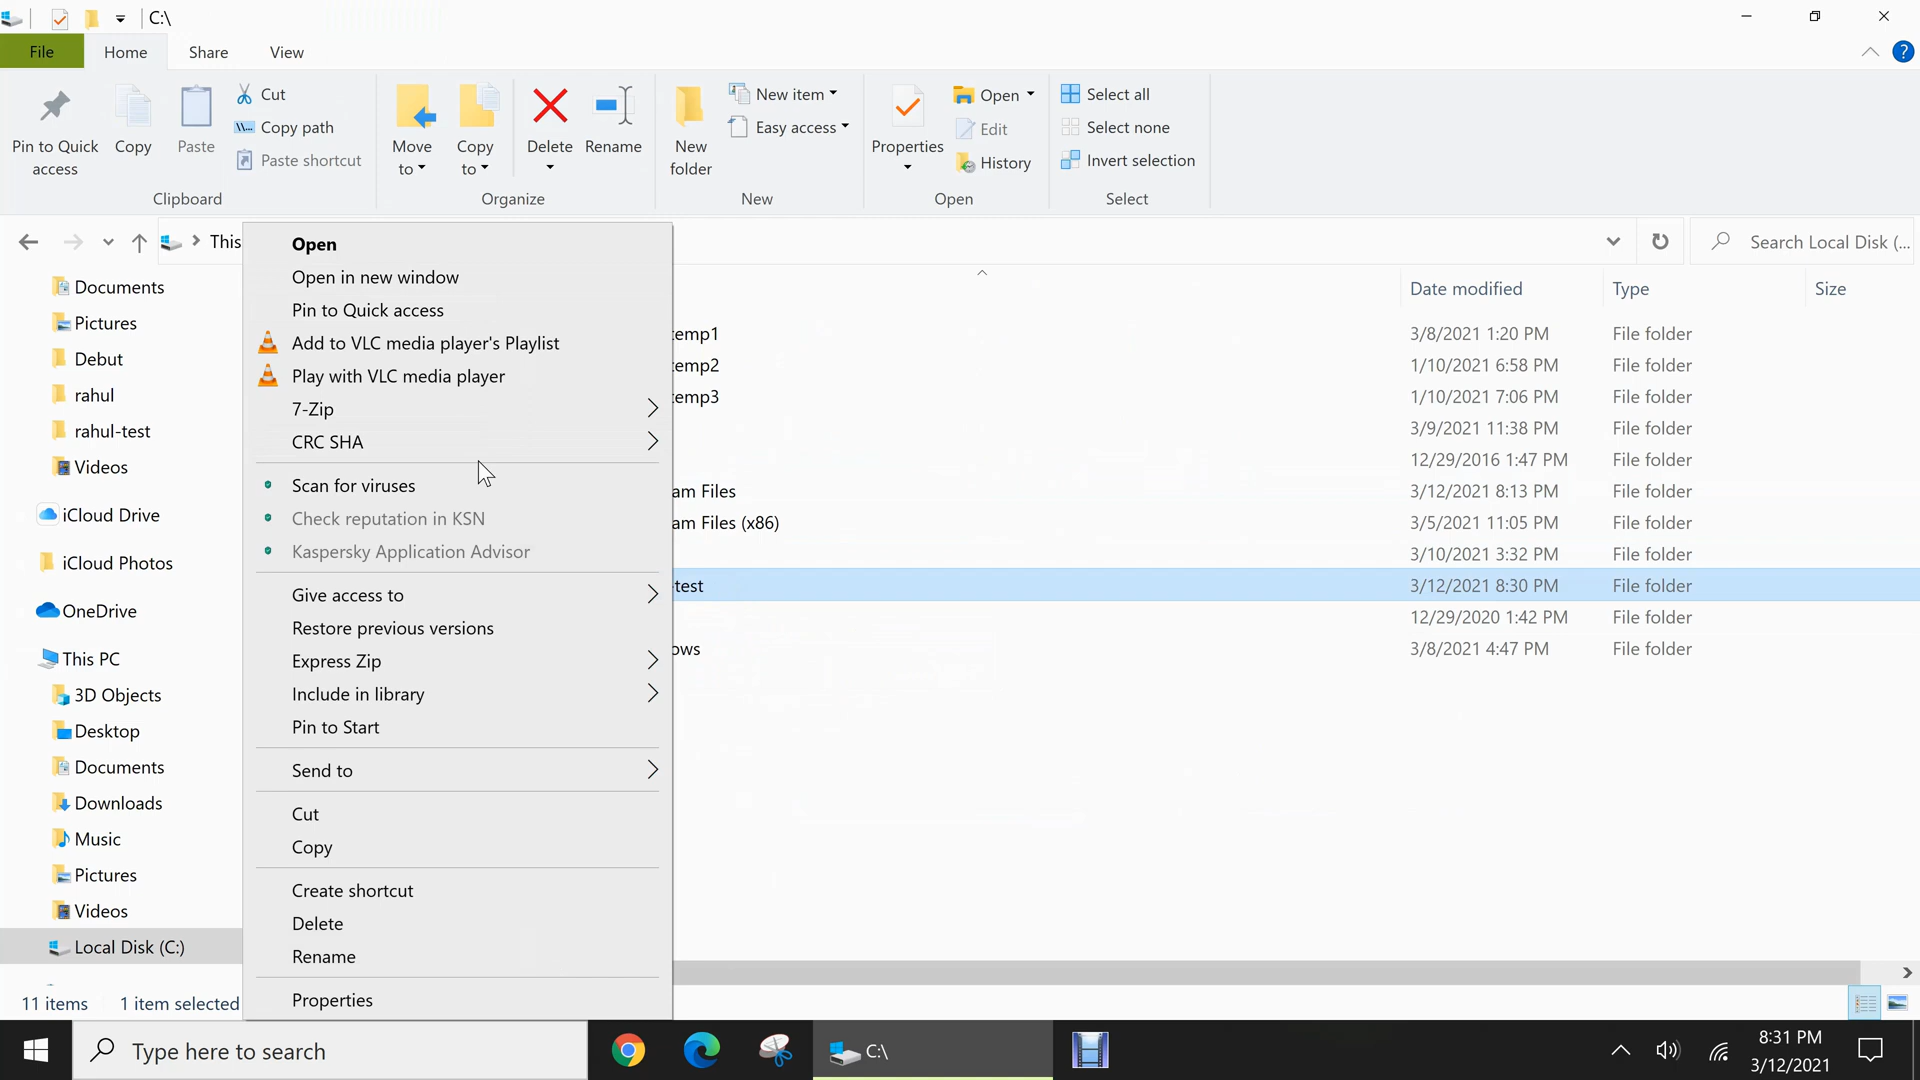 C:\
File Home Share View
?
Pin to Quick access
Copy
Paste
Cut
Copy path
Paste shortcut
Clipboard
Move to
Copy to
Delete
Rename
Organize
New folder
New item
Easy access
New
Properties
Open
Edit
History
Open
Select all
Select none
Invert selection
Select
This
Search Local Disk (...
Documents
Pictures
Debut
rahul
rahul-test
Videos
iCloud Drive
iCloud Photos
OneDrive
This PC
3D Objects
Desktop
Documents
Downloads
Music
Pictures
Videos
Local Disk (C:)
Open
Open in new window
Pin to Quick access
Add to VLC media player's Playlist
Play with VLC media player
7-Zip
CRC SHA
Scan for viruses
Check reputation in KSN
Kaspersky Application Advisor
Give access to
Restore previous versions
Express Zip
Include in library
Pin to Start
Send to
Cut
Copy
Create shortcut
Delete
Rename
Properties
Date modified Type Size
temp1 3/8/2021 1:20 PM File folder
temp2 1/10/2021 6:58 PM File folder
temp3 1/10/2021 7:06 PM File folder
3/9/2021 11:38 PM File folder
12/29/2016 1:47 PM File folder
am Files 3/12/2021 8:13 PM File folder
am Files (x86) 3/5/2021 11:05 PM File folder
3/10/2021 3:32 PM File folder
-test 3/12/2021 8:30 PM File folder
12/29/2020 1:42 PM File folder
ows 3/8/2021 4:47 PM File folder
11 items 1 item selected
Type here to search
C:\
8:31 PM
3/12/2021